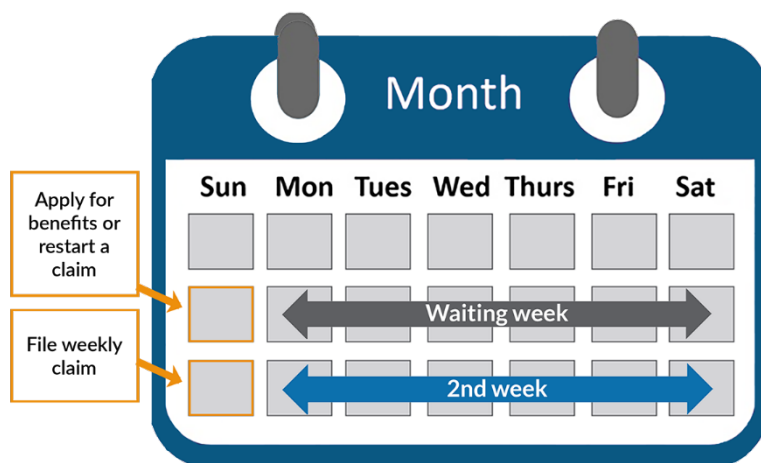 Month
Sun Mon Tues Wed Thurs Fri Sat
Apply for
benefits or
restart a
claim
Waiting week
File weekly
claim
2nd week